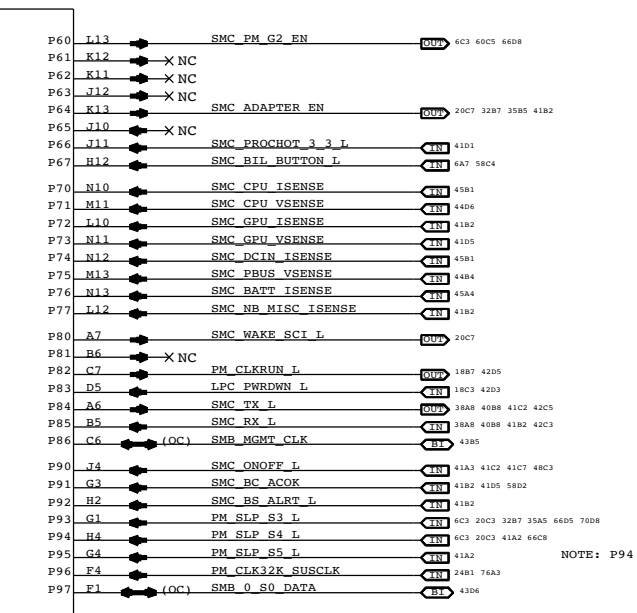 P60 L13 SMC_PM_G2_EN OUT 6C3 60C5 66D8
P61 K12 NC
P62 K11 NC
P63 J12 NC
P64 K13 SMC_ADAPTER_EN OUT 20C7 32B7 35B5 41B2
P65 J10 NC
P66 J11 SMC_PROCHOT_3_3_L IN 41D1
P67 H12 SMC_BIL_BUTTON_L IN 6A7 58C4
P70 N10 SMC_CPU_ISENSE IN 45B1
P71 M11 SMC_CPU_VSENSE IN 44D6
P72 L10 SMC_GPU_ISENSE IN 41B2
P73 N11 SMC_GPU_VSENSE IN 41D5
P74 N12 SMC_DCIN_ISENSE IN 45B1
P75 M13 SMC_PBUS_VSENSE IN 44B4
P76 N13 SMC_BATT_ISENSE IN 45A4
P77 L12 SMC_NB_MISC_ISENSE IN 41B2
P80 A7 SMC_WAKE_SCI_L OUT 20C7
P81 B6 NC
P82 C7 PM_CLKRUN_L OUT 18B7 42D5
P83 D5 LPC_PWRDWN_L IN 18C3 42D3
P84 A6 SMC_TX_L OUT 38A8 40B8 41C2 42C5
P85 B5 SMC_RX_L IN 38A8 40B8 41B2 42C3
P86 C6 (OC) SMB_MGMT_CLK BI 43B5
P90 J4 SMC_ONOFF_L IN 41A3 41C2 41C7 48C3
P91 G3 SMC_BC_ACOK IN 41B2 41D5 58D2
P92 H2 SMC_BS_ALRT_L IN 41B2
P93 G1 PM_SLP_S3_L IN 6C3 20C3 32B7 35A5 66D5 70D8
P94 H4 PM_SLP_S4_L IN 6C3 20C3 41A2 66C8
P95 G4 PM_SLP_S5_L IN 41A2 NOTE: P94
P96 F4 PM_CLK32K_SUSCLK IN 24B1 76A3
P97 F1 (OC) SMB_0_S0_DATA BI 43D6